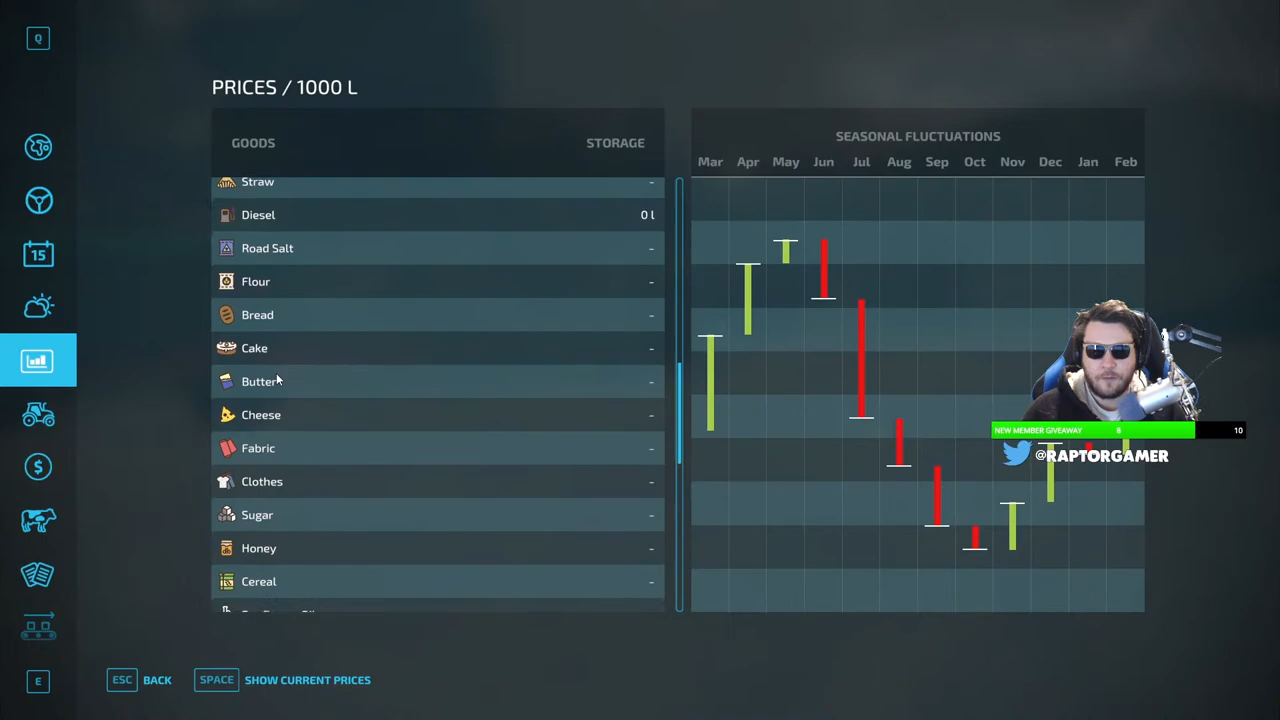 Q
PRICES / 1000 L
GOODS STORAGE
SEASONAL FLUCTUATIONS
Mar Apr May Jun Jul Aug Sep Oct Nov Dec Jan Feb
15
Straw -
Diesel 0 l
Road Salt -
Flour -
Bread -
Cake -
Butter -
Cheese -
Fabric -
Clothes -
Sugar -
Honey -
Cereal -
NEW MEMBER GIVEAWAY 6 10
@RAPTORGAMER
$
E
ESC BACK SPACE SHOW CURRENT PRICES